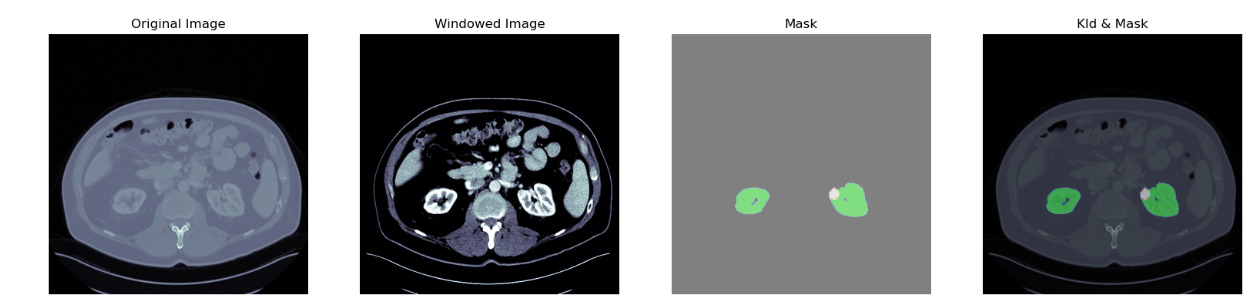 Original Image
Windowed Image
Mask
Kld & Mask